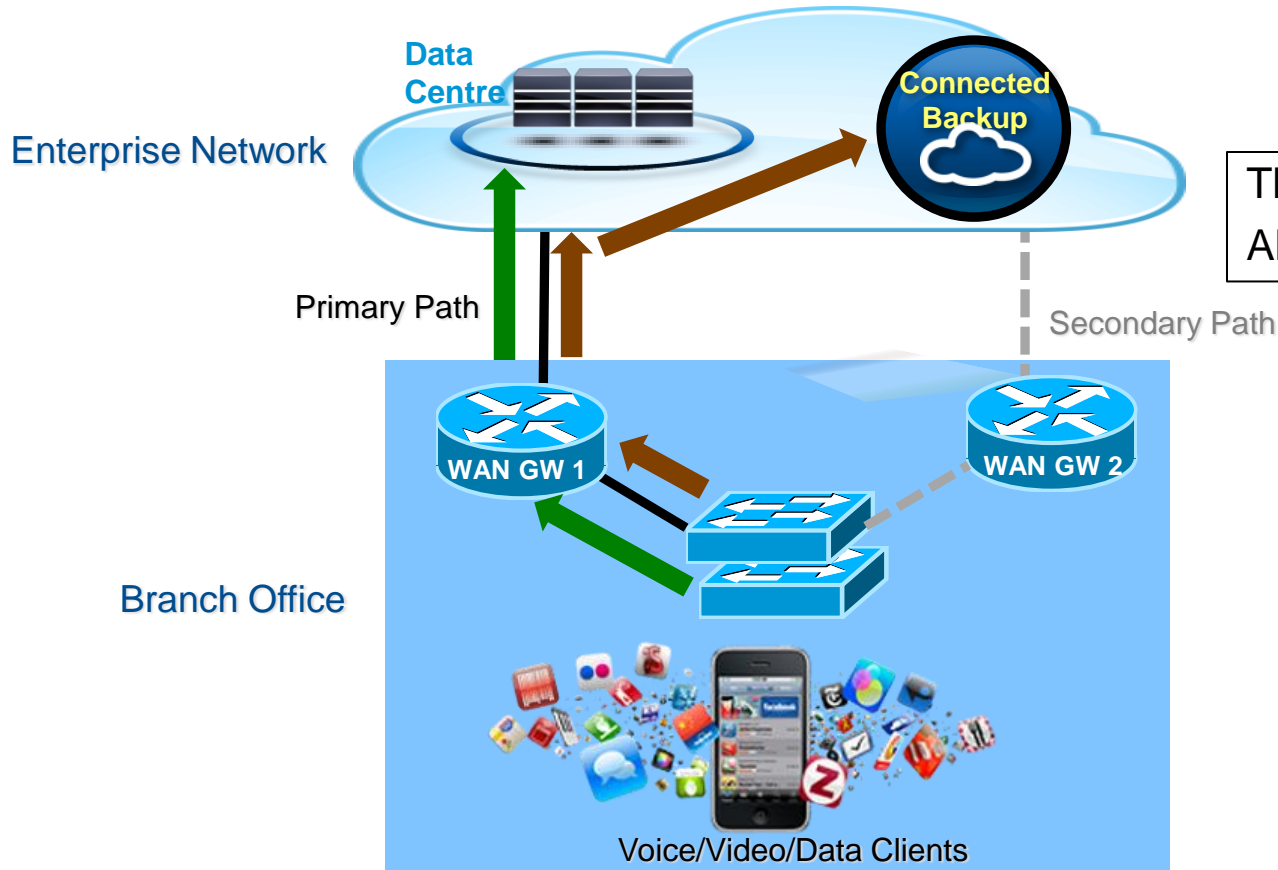 Data
Centre
Connected
Backup
Enterprise Network
Primary Path
Secondary Path
WAN GW 1
WAN GW 2
Branch Office
facebook
Z
Voice/Video/Data Clients